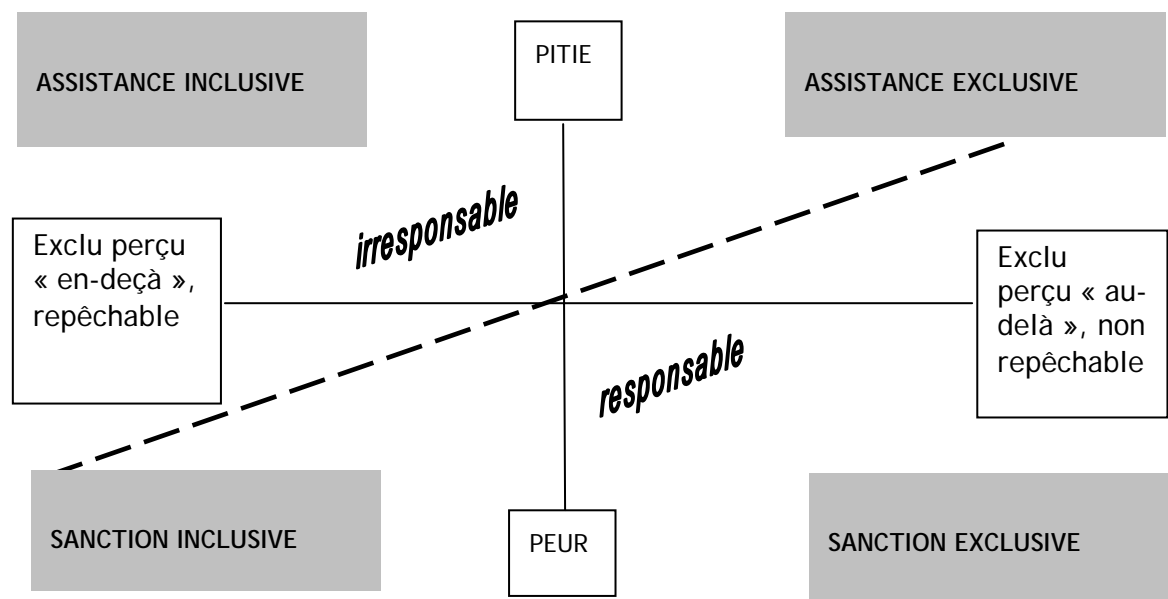 PITIE
ASSISTANCE INCLUSIVE
ASSISTANCE EXCLUSIVE
irresponsable
Exclu perçu
« en-deçà »,
repêchable
Exclu
perçu « au-
delà », non
repêchable
responsable
SANCTION INCLUSIVE
PEUR
SANCTION EXCLUSIVE